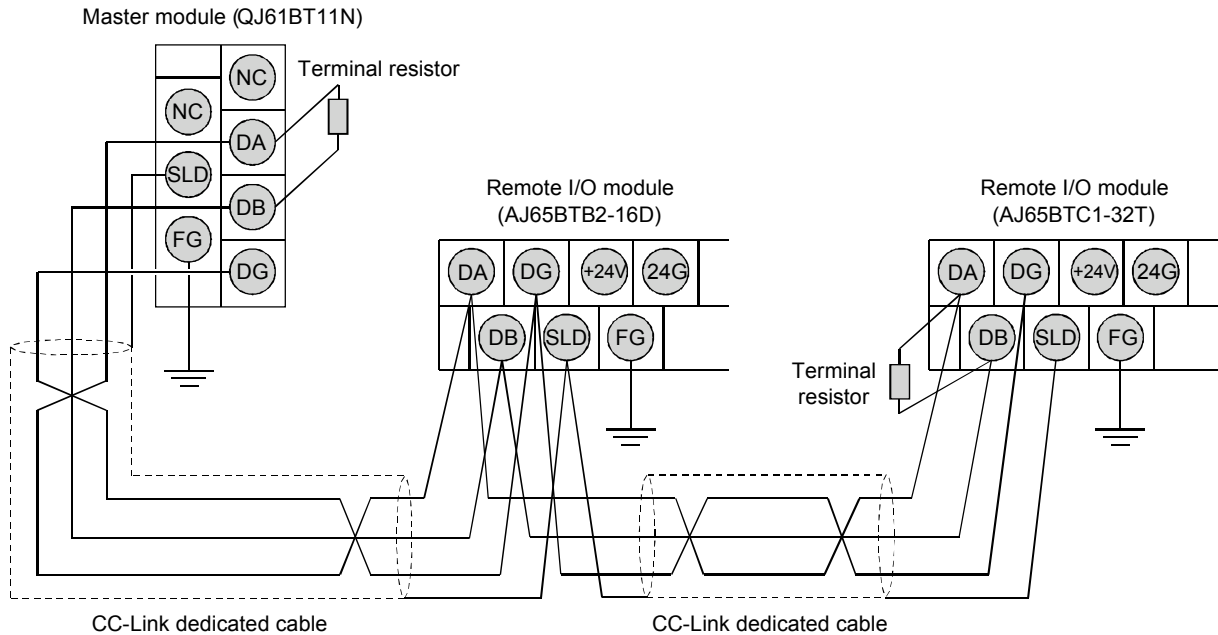 Master module (QJ61BT11N)
NC
Terminal resistor
NC
DA
SLD
DB
FG
DG
Remote I/O module
(AJ65BTB2-16D)
DA
DG
+24V
24G
DB
SLD
FG
Remote I/O module
(AJ65BTC1-32T)
DA
DG
+24V
24G
DB
SLD
FG
Terminal
resistor
CC-Link dedicated cable
CC-Link dedicated cable